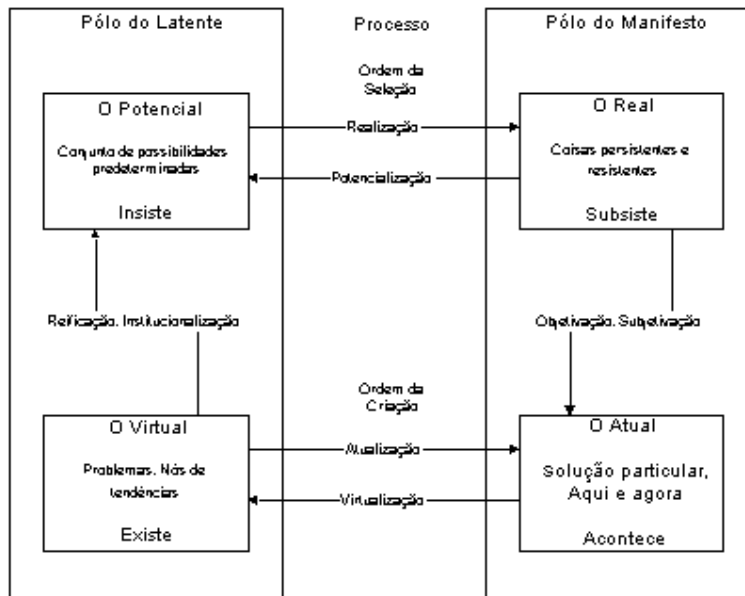 Pólo do Latente
Processo
Pólo do Manifesto
Ordem da
Seleção
O Potencial
Conjunto de possibilidades
predeterminadas
Insiste
Realização
Potencialização
O Real
Coisas persistentes e
resistentes
Subsiste
Reificação. Institucionalização
Objetivação. Subjetivação
Ordem da
Criação
O Virtual
Problemas. Nós de
tendências
Existe
Atualização
Virtualização
O Atual
Solução particular,
Aqui e agora
Acontece